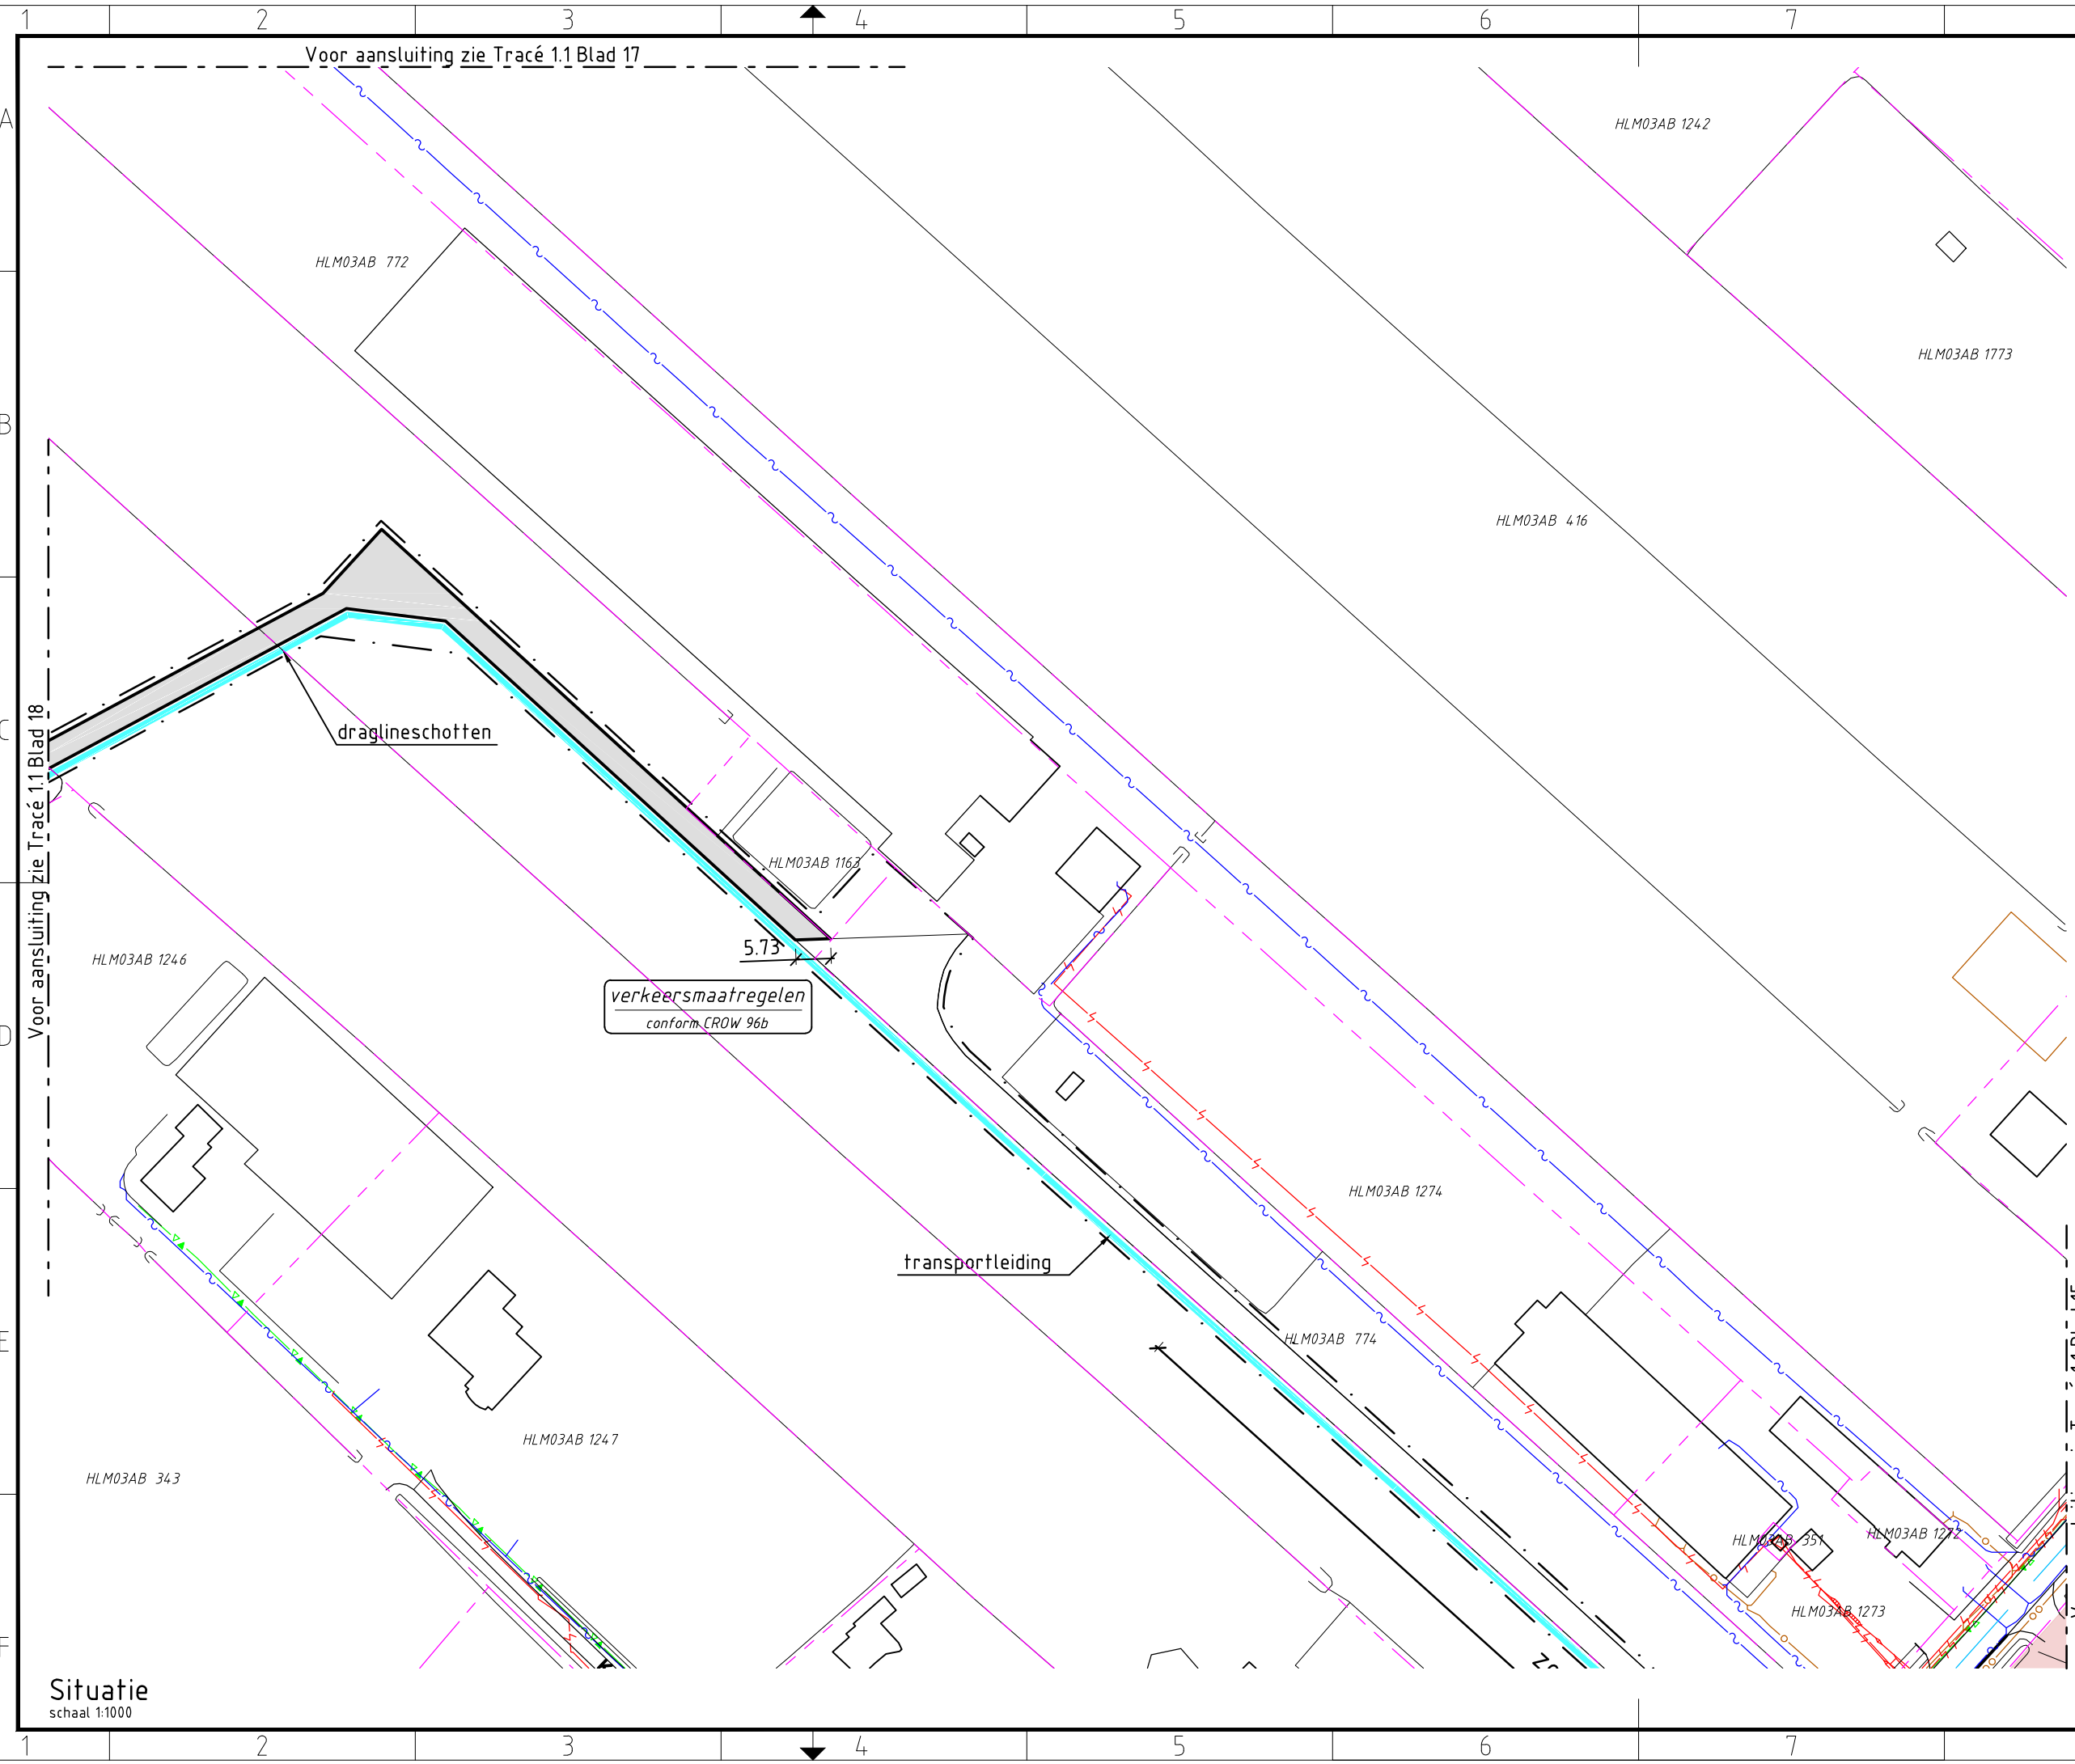 1 2 3 4 5 6 7
Voor aansluiting zie Tracé 1.1 Blad 17
A
HLM03AB 1242
HLM03AB 772
HLM03AB 1773
B
HLM03AB 416
C
Voor aansluiting zie Tracé 1.1 Blad 18
draglineschotten
HLM03AB 1163
5.73
HLM03AB 1246
verkeersmaatregelen
conform CROW 96b
D
HLM03AB 1274
transportleiding
E
HLM03AB 774
HLM03AB 1247
HLM03AB 343
HLM03AB 351
HLM03AB 1272
HLM03AB 1273
F
Situatie
schaal 1:1000
1 2 3 4 5 6 7